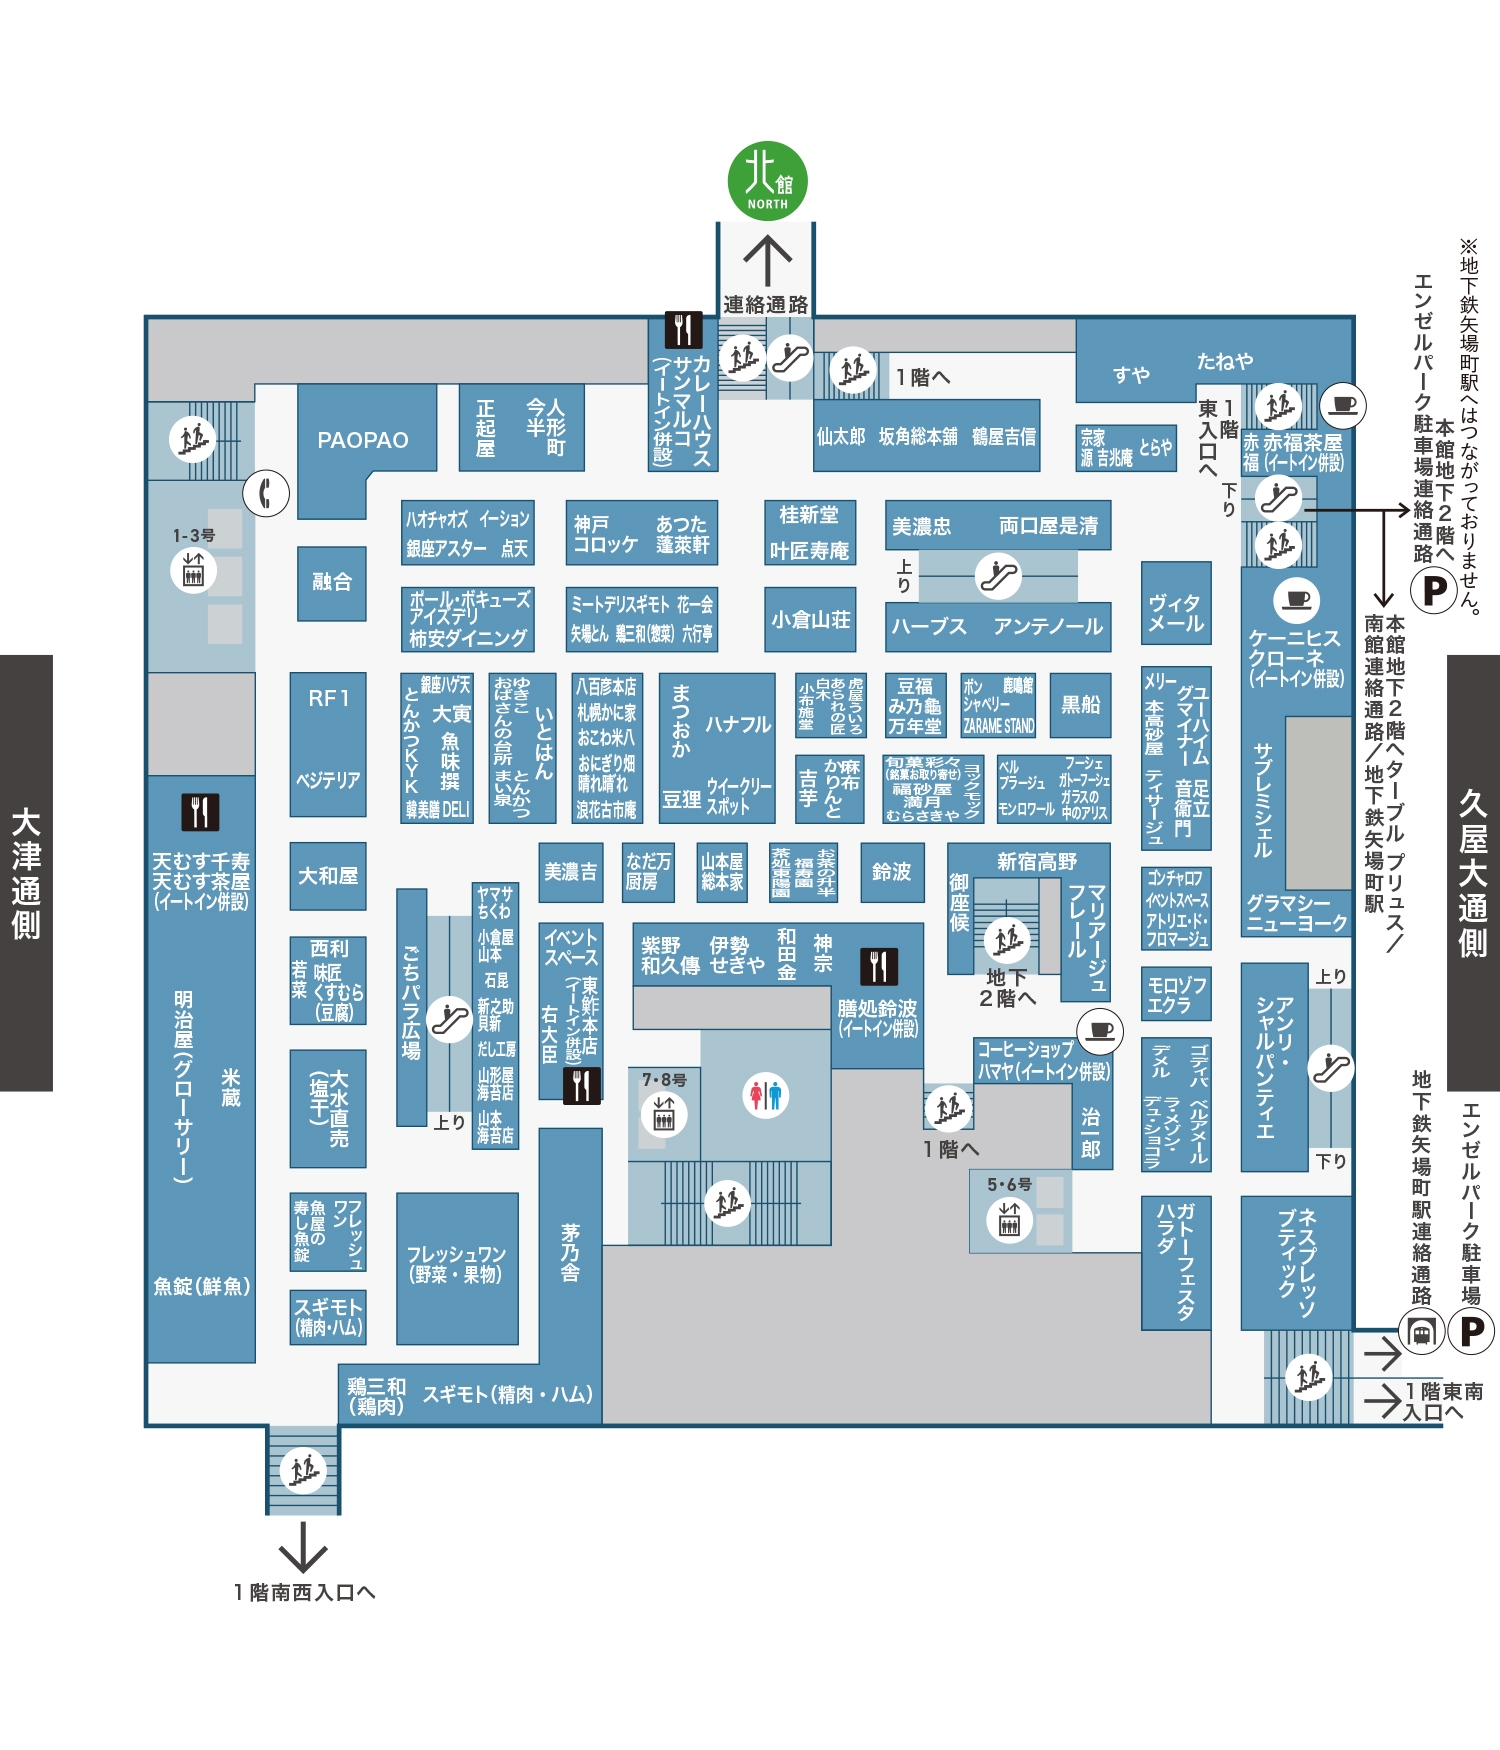 北館
NORTH
連絡通路
※地下鉄矢場町駅へはつながっておりません。
本館地下2階へ
エンゼルパーク駐車場連絡通路
P
カレーハウス
サンマルコ
(イートイン併設)
1階へ
すや
たねや
1階
東入口へ
PAOPAO
正起屋
人形町
今半
仙太郎 坂角総本舖 鶴屋吉信
宗家
源 吉兆庵
とらや
赤福
赤福茶屋
(イートイン併設)
下り
1-3号
ハオチャオズ イーション
銀座アスター 点天
神戸
コロッケ
あつた
蓬萊軒
桂新堂
叶匠寿庵
美濃忠
両口屋是清
上り
融合
ポール・ボキューズ
アイズデリ
柿安ダイニング
ミートデリスギモト 花一会
矢場とん 鶏三和(惣菜) 六行亭
小倉山荘
ハーブス アンテノール
ヴィタ
メール
ケーニヒス
クローネ
(イートイン併設)
本館地下2階へターブル プリュス/
南館連絡通路/地下鉄矢場町駅
RF1
ベジテリア
銀座ハゲ天
とんかつKYK
大寅
魚味撰
韓美膳 DELI
ゆきこ
おばさんの台所
いとはん
とんかつ
まい泉
八百彦本店
札幌かに家
おこわ米八
おにぎり畑
晴れ晴れ
浪花古市庵
まつおか
ハナフル
豆狸
ウイークリー
スポット
虎屋ういろ
あられの匠
白木
小布施堂
豆福
み乃龜
万年堂
ボン
シャペリー
鹿鳴館
ZARAME STAND
黒船
メリー
ユーハイム
グマイナー
本高砂屋
ティサージュ
足立
音衛門
サブレミシェル
吉芋
麻布
かりんと
旬菓彩々
(銘菓お取り寄せ)
福砂屋
満月
むらさきや
ヨックモック
ベル
プラージュ
フーシェ
ガトーフーシェ
モンロワール
ガラスの
中のアリス
天むす千寿
天むす茶屋
(イートイン併設)
大和屋
美濃吉
なだ万
厨房
山本屋
総本家
お茶の升半
福寿園
茶処東陽園
鈴波
新宿高野
御座候
マリアージュ
フレール
地下
2階へ
ゴンチャロフ
イベントスペース
アトリエ・ド・
フロマージュ
グラマシー
ニューヨーク
大津通側
久屋大通側
ヤマサ
ちくわ
小倉屋
山本
石昆
新之助
貝新
だし工房
山形屋
海苔店
山本
海苔店
ごちパラ広場
上り
イベント
スペース
東鮓本店
(イートイン併設)
右大臣
紫野
和久傳
伊勢
せきや
和田金
神宗
膳処鈴波
(イートイン併設)
西利
若菜
味匠
くすむら
(豆腐)
明治屋(グローサリー)
米蔵
大水直売
(塩干)
7・8号
コーヒーショップ
ハマヤ(イートイン併設)
治一郎
1階へ
5・6号
モロゾフ
エクラ
ゴディバ
デメル
ベルアメール
ラ・メゾン・
デュ・ショコラ
アンリ・
シャルパンティエ
上り
下り
フレッシュ
ワン
魚屋の
寿し魚錠
魚錠(鮮魚)
スギモト
(精肉・ハム)
フレッシュワン
(野菜・果物)
茅乃舎
鶏三和
(鶏肉)
スギモト(精肉・ハム)
ガトーフェスタ
ハラダ
ネスプレッソ
ブティック
エンゼルパーク駐車場
地下鉄矢場町駅連絡通路
P
1階東南
入口へ
1階南西入口へ